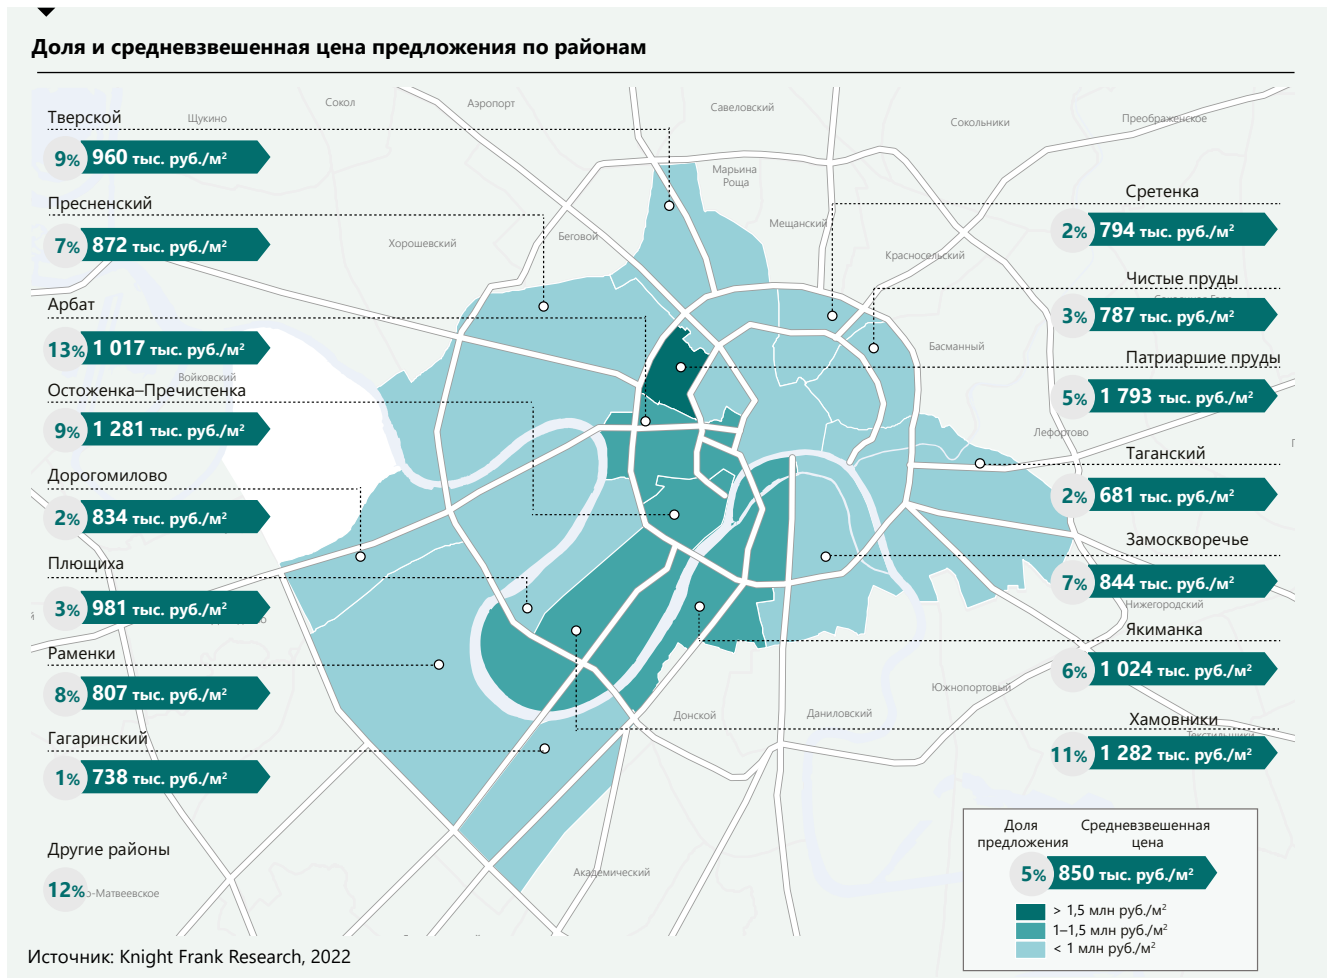 Доля и средневзвешенная цена предложения по районам
Сокол
Аэропорт
Савеловский
Сокольники
Преображенское
Щукино
Марьина
Роща
Мещанский
Хорошевский
Беговой
Красносельский
Басманный
Войковский
Лефортово
Нижегородский
Южнопортовый
Донской
Даниловский
Текстильщики
Академический
о-Матвеевское
Тверской
9% 960 тыс. руб./м²
Пресненский
7% 872 тыс. руб./м²
Арбат
13% 1 017 тыс. руб./м²
Остоженка–Пречистенка
9% 1 281 тыс. руб./м²
Дорогомилово
2% 834 тыс. руб./м²
Плющиха
3% 981 тыс. руб./м²
Раменки
8% 807 тыс. руб./м²
Гагаринский
1% 738 тыс. руб./м²
Другие районы
12%
Сретенка
2% 794 тыс. руб./м²
Чистые пруды
3% 787 тыс. руб./м²
Патриаршие пруды
5% 1 793 тыс. руб./м²
Таганский
2% 681 тыс. руб./м²
Замоскворечье
7% 844 тыс. руб./м²
Якиманка
6% 1 024 тыс. руб./м²
Хамовники
11% 1 282 тыс. руб./м²
Доля предложения
Средневзвешенная цена
5% 850 тыс. руб./м²
> 1,5 млн руб./м²
1–1,5 млн руб./м²
< 1 млн руб./м²
Источник: Knight Frank Research, 2022